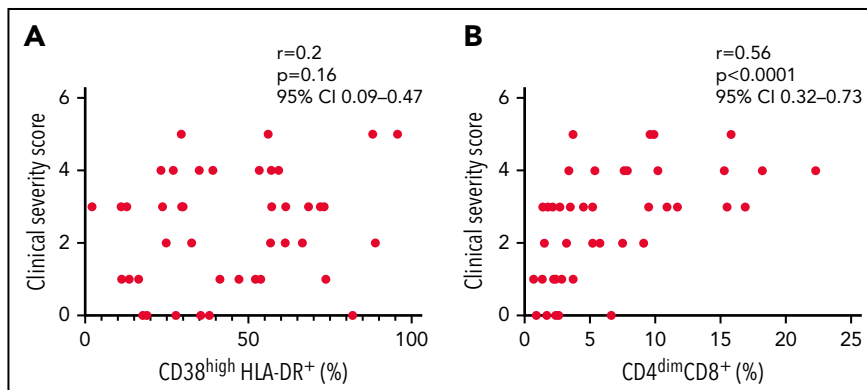 A
r=0.2
p=0.16
95% CI 0.09–0.47
6
4
2
0
Clinical severity score
0
50
100
CD38high HLA-DR+ (%)
B
r=0.56
p<0.0001
95% CI 0.32–0.73
6
4
2
0
Clinical severity score
0
5
10
15
20
25
CD4dimCD8+ (%)